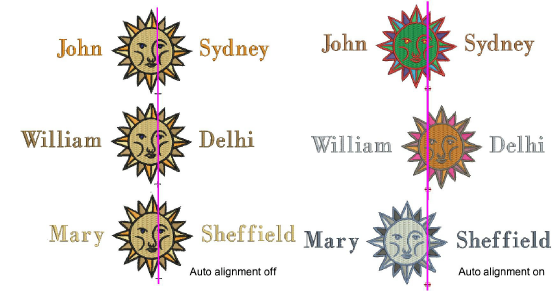 John Sydney
William Delhi
Mary Sheffield
Auto alignment off
John Sydney
William Delhi
Mary Sheffield
Auto alignment on